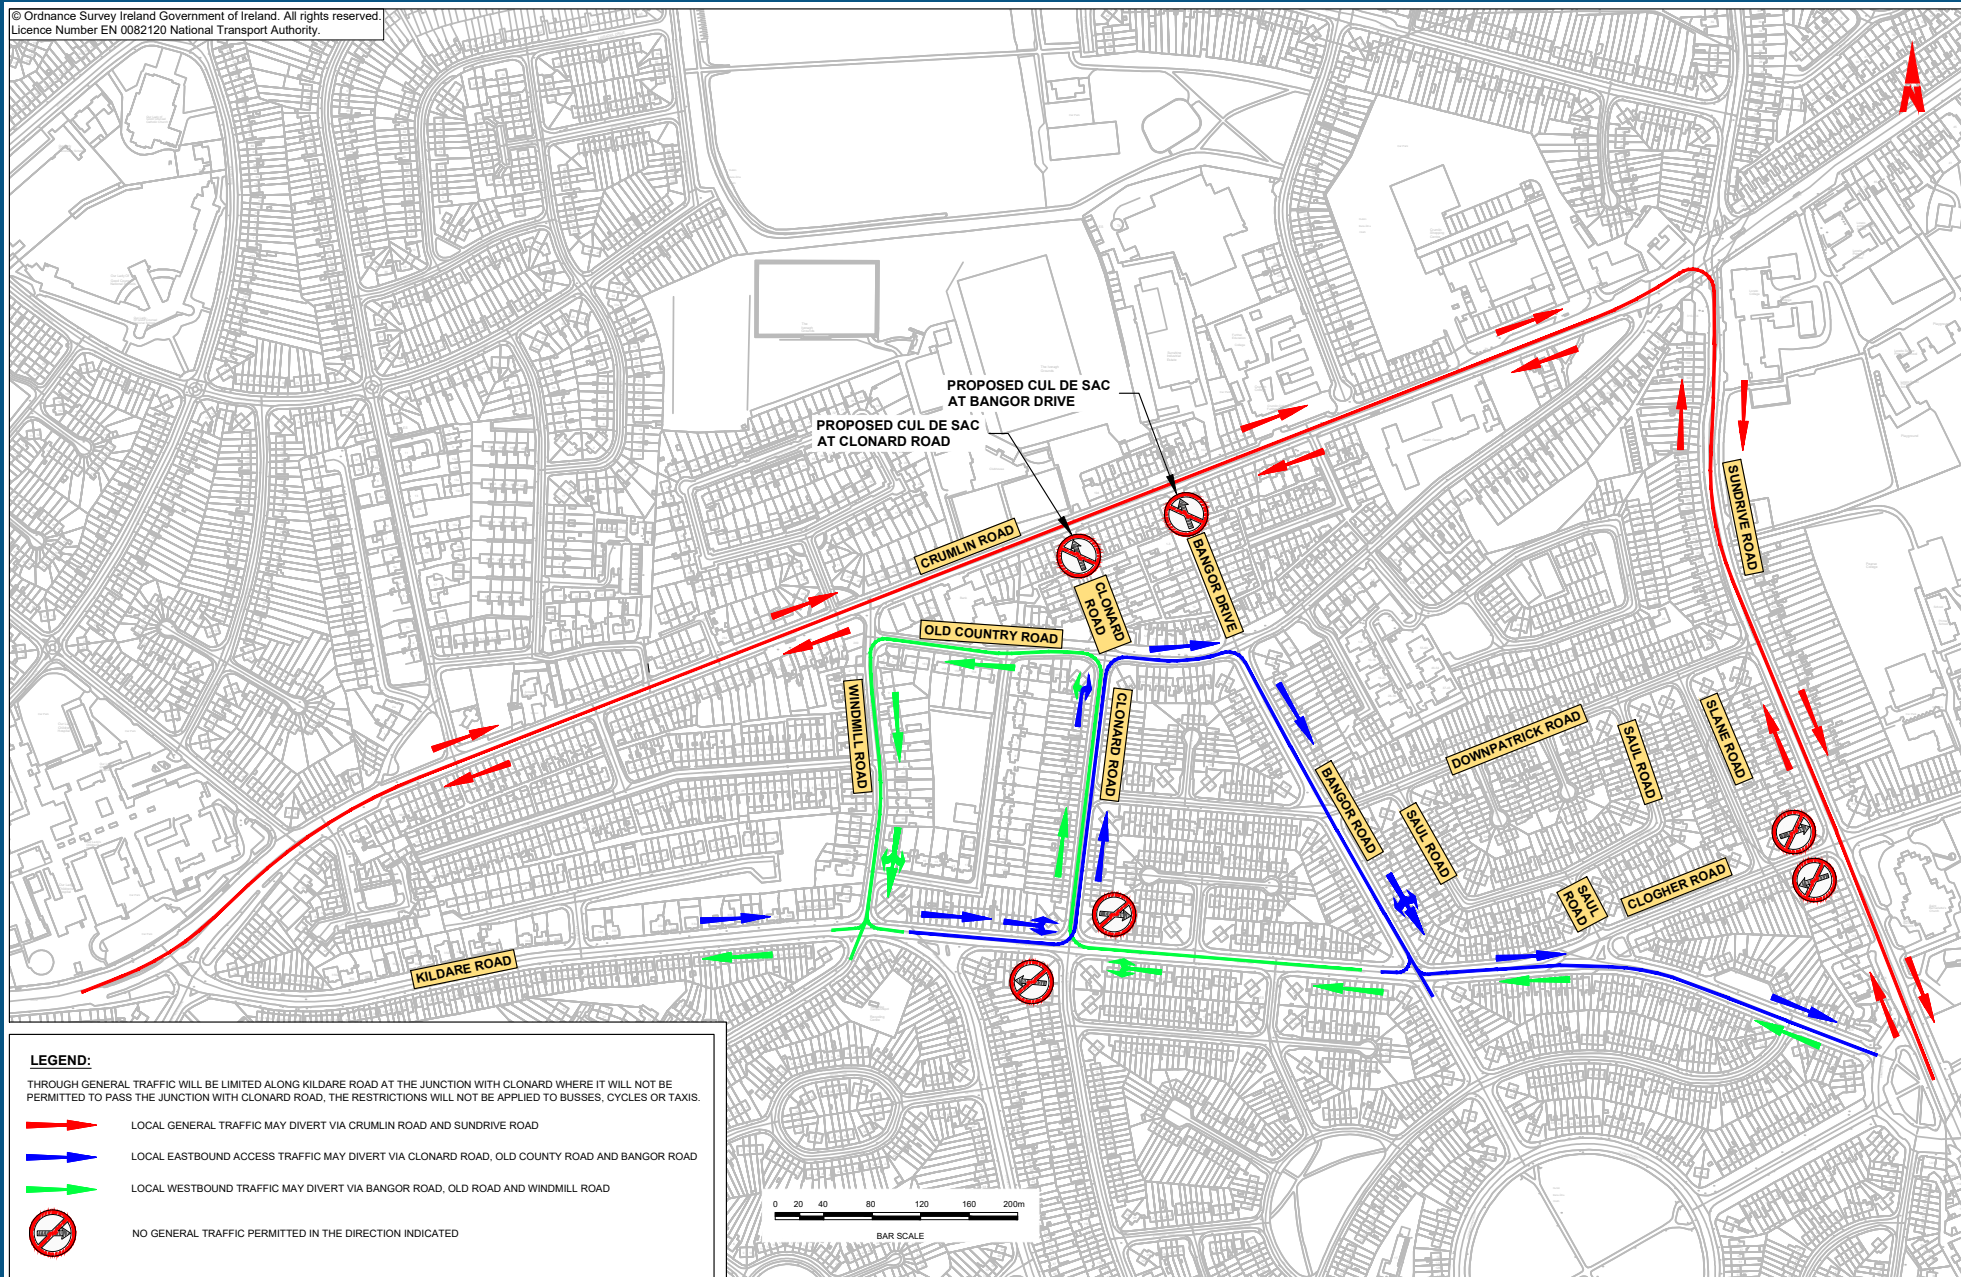 © Ordnance Survey Ireland Government of Ireland. All rights reserved.
Licence Number EN 0082120 National Transport Authority.
N
PROPOSED CUL DE SAC
AT BANGOR DRIVE
PROPOSED CUL DE SAC
AT CLONARD ROAD
CRUMLIN ROAD
SUNDRIVE ROAD
BANGOR DRIVE
CLONARD
ROAD
OLD COUNTRY ROAD
WINDMILL ROAD
CLONARD ROAD
BANGOR ROAD
DOWNPATRICK ROAD
SAUL ROAD
SLANE ROAD
SAUL ROAD
SAUL
ROAD
CLOGHER ROAD
KILDARE ROAD
LEGEND:
THROUGH GENERAL TRAFFIC WILL BE LIMITED ALONG KILDARE ROAD AT THE JUNCTION WITH CLONARD WHERE IT WILL NOT BE
PERMITTED TO PASS THE JUNCTION WITH CLONARD ROAD, THE RESTRICTIONS WILL NOT BE APPLIED TO BUSSES, CYCLES OR TAXIS.
LOCAL GENERAL TRAFFIC MAY DIVERT VIA CRUMLIN ROAD AND SUNDRIVE ROAD
LOCAL EASTBOUND ACCESS TRAFFIC MAY DIVERT VIA CLONARD ROAD, OLD COUNTY ROAD AND BANGOR ROAD
LOCAL WESTBOUND TRAFFIC MAY DIVERT VIA BANGOR ROAD, OLD ROAD AND WINDMILL ROAD
NO GENERAL TRAFFIC PERMITTED IN THE DIRECTION INDICATED
0 20 40 80 120 160 200m
BAR SCALE